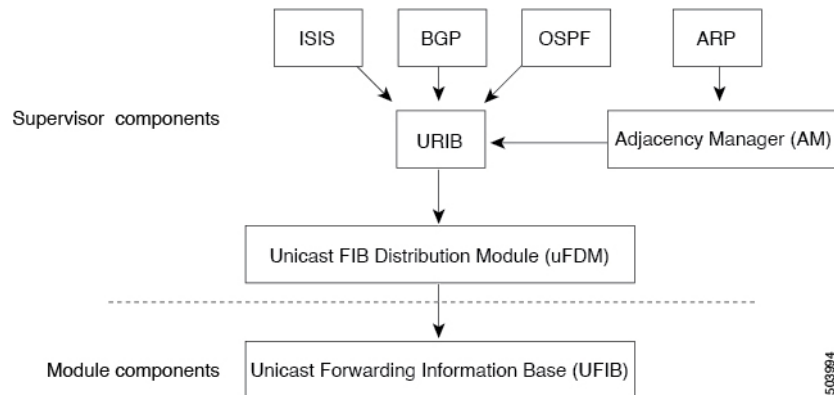 ISIS
BGP
OSPF
ARP
Supervisor components
URIB
Adjacency Manager (AM)
Unicast FIB Distribution Module (uFDM)
Module components
Unicast Forwarding Information Base (UFIB)
503994